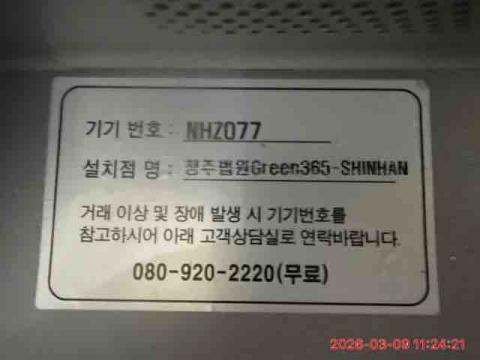 기기 번호 : NHZ077
설치점 명 : 청주법원Green365-SHINHAN
거래 이상 및 장애 발생 시 기기번호를
참고하시어 아래 고객상담실로 연락바랍니다.
080-920-2220(무료)
2026-03-09 11:24:21